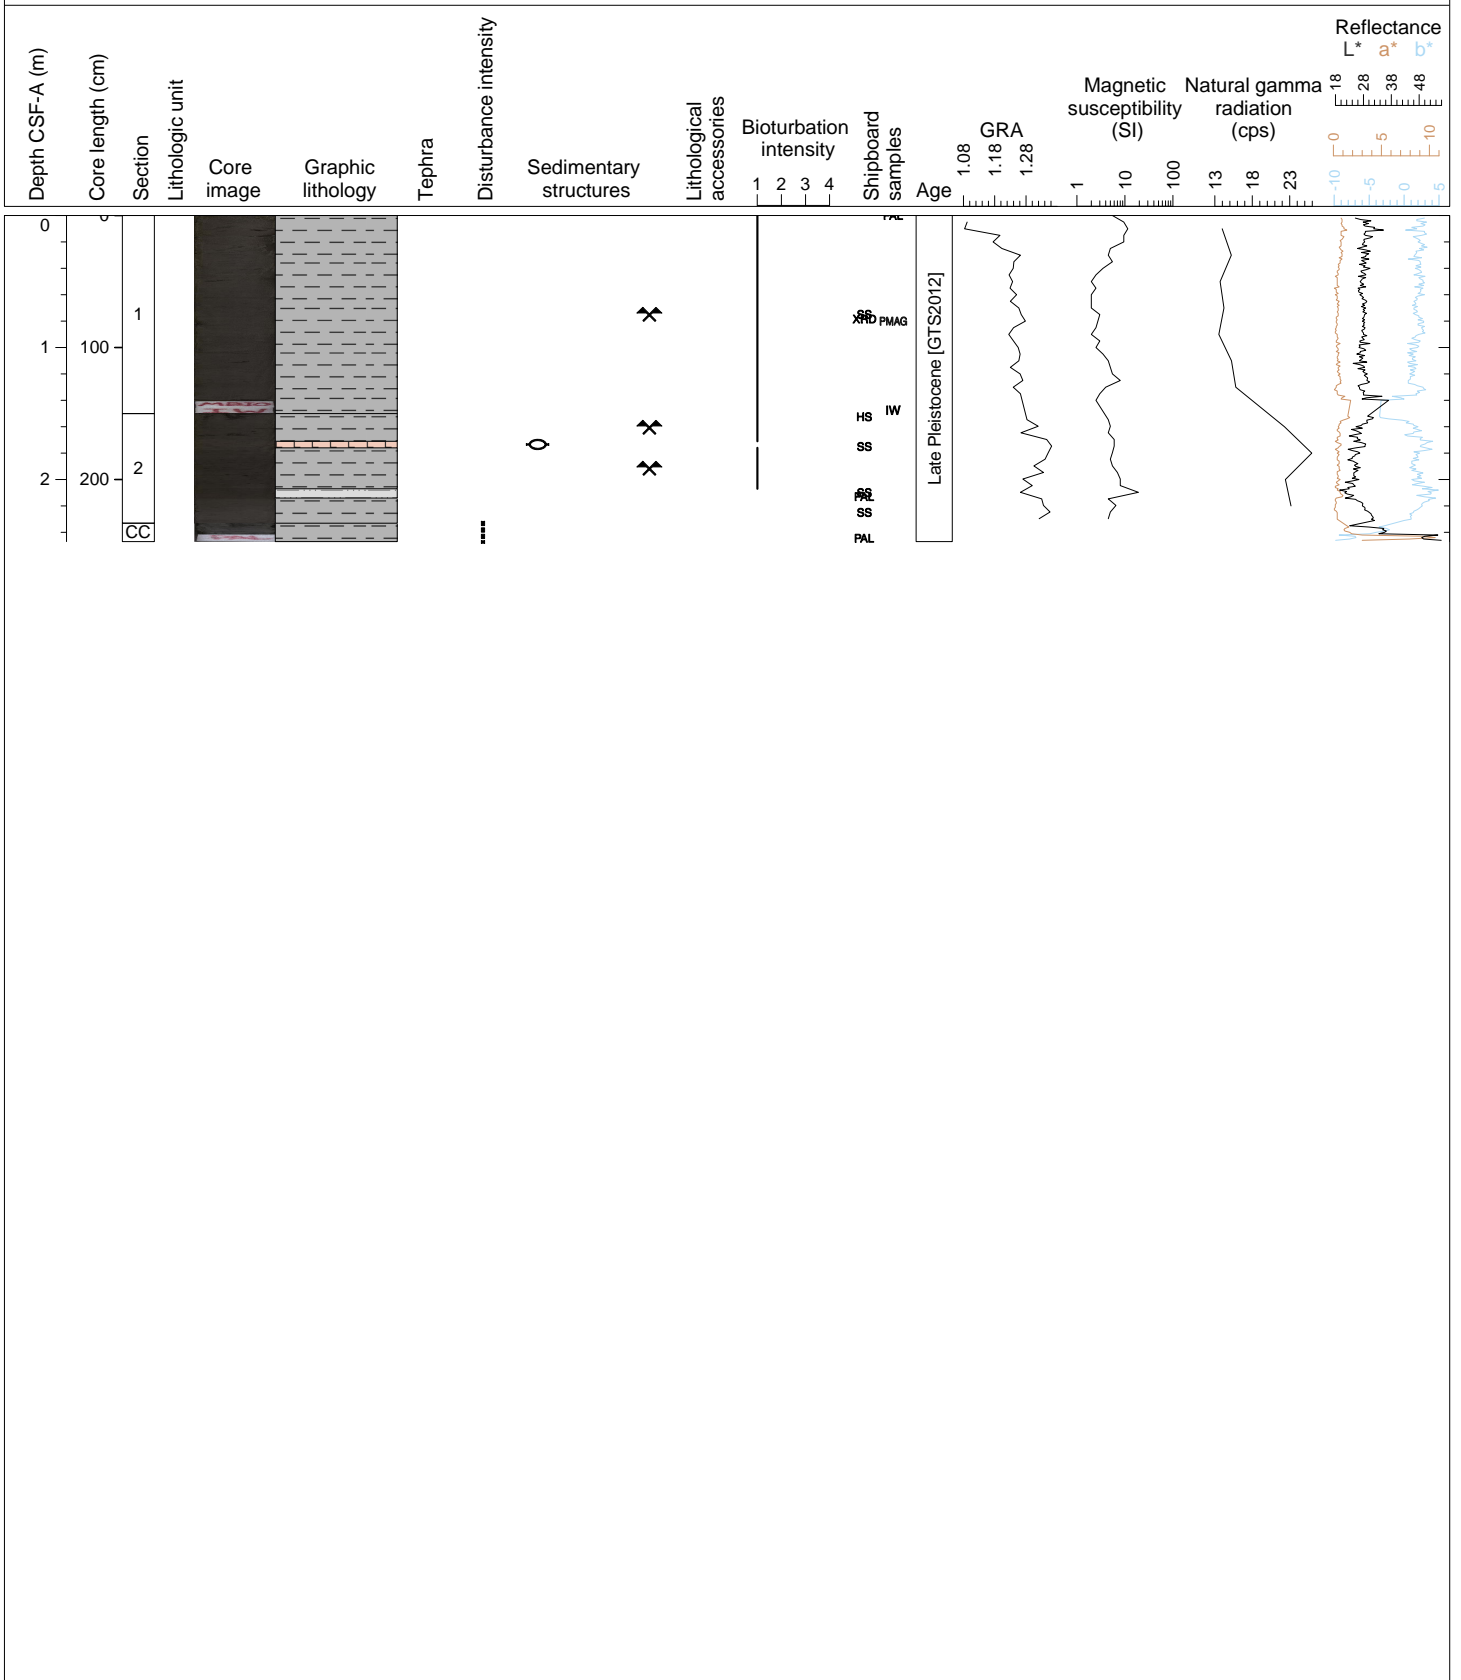 Depth CSF-A (m)
Core length (cm)
Section
Lithologic unit
Core
image
Graphic
lithology
Tephra
Disturbance intensity
Sedimentary
structures
Lithological
accessories
Bioturbation
intensity
1 2 3 4
Shipboard
samples
Age
GRA
1.08 1.18 1.28
Magnetic
susceptibility
(SI)
1 10 100
Natural gamma
radiation
(cps)
13 18 23
Reflectance
L* a* b*
18 28 38 48
0 5 10
-10 -5 0 5
0
0
1
2
100
200
1
2
CC
PAL
SS
XRD PMAG
IW
HS
SS
SS
PAL
SS
PAL
Late Pleistocene [GTS2012]
MBIO
IW
PAL